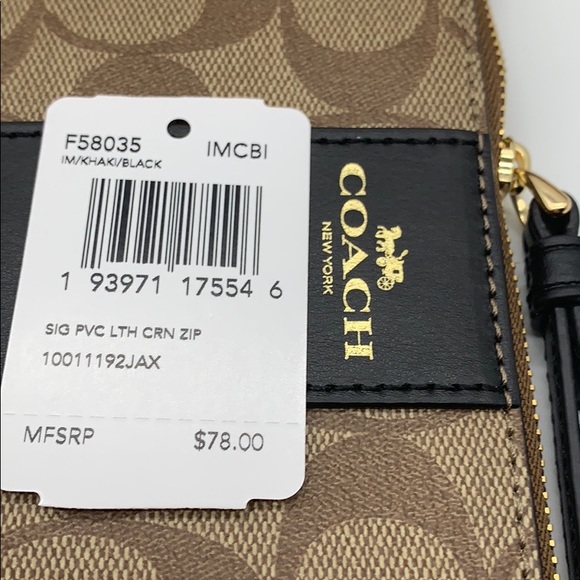 F58035 IMCBI
IM/KHAKI/BLACK
1 93971 17554 6
SIG PVC LTH CRN ZIP
10011192JAX
MFSRP $78.00
COACH
NEW YORK